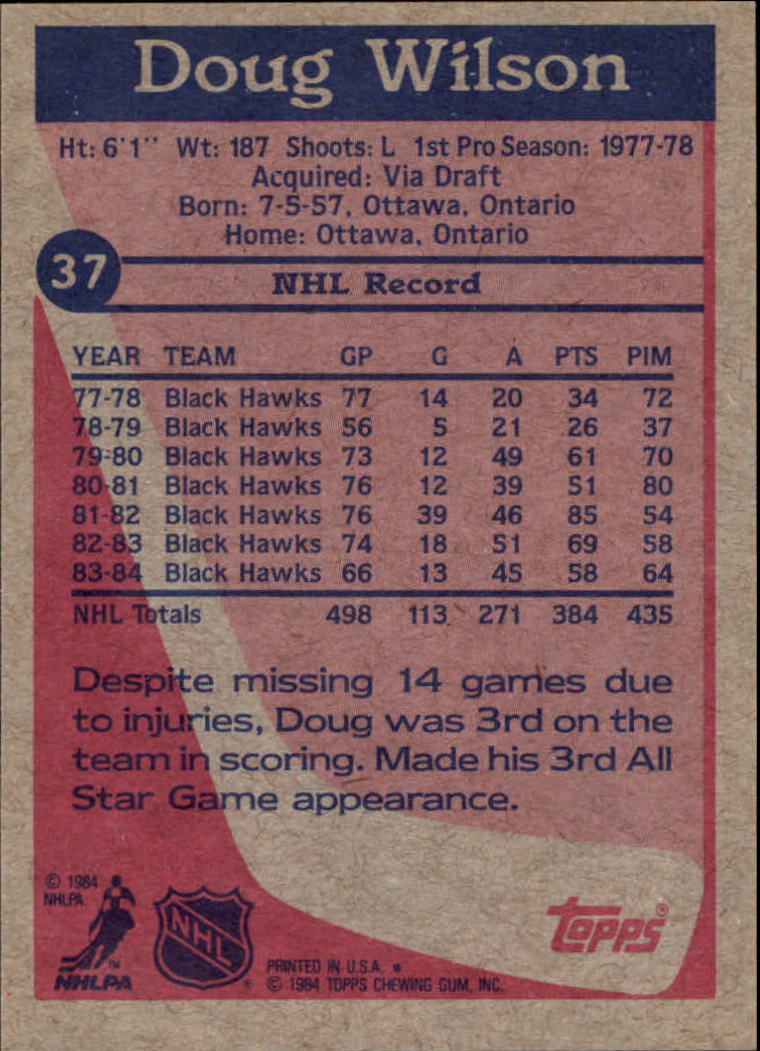 Doug Wilson
Ht: 6'1" Wt: 187 Shoots: L 1st Pro Season: 1977-78
Acquired: Via Draft
Born: 7-5-57, Ottawa, Ontario
Home: Ottawa, Ontario
37
NHL Record
YEAR TEAM GP G A PTS PIM
77-78 Black Hawks 77 14 20 34 72
78-79 Black Hawks 56 5 21 26 37
79-80 Black Hawks 73 12 49 61 70
80-81 Black Hawks 76 12 39 51 80
81-82 Black Hawks 76 39 46 85 54
82-83 Black Hawks 74 18 51 69 58
83-84 Black Hawks 66 13 45 58 64
NHL Totals 498 113 271 384 435
Despite missing 14 games due
to injuries, Doug was 3rd on the
team in scoring. Made his 3rd All
Star Game appearance.
© 1984
NHLPA
TM
NHLPA
NHL
®
TOPPS®
PRINTED IN U.S.A. *
© 1984 TOPPS CHEWING GUM, INC.